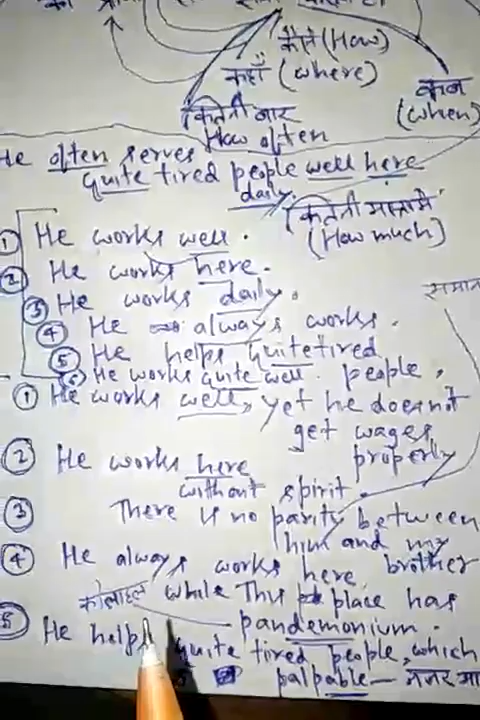 कैसे (How)
कहाँ (where)
कब
(when)
कितनी बार
How often
He often serves
quite tired people well here
daily
(कितनी मात्रा में
(How much)
① He works well.
② He works here.
③ He works daily.
④ He always works.
⑤ He helps quite tired
people.
⑥ He works quite well.
समान
① He works well, yet he doesnot
get wages
properly
② He works here
without spirit.
③ There is no parity between
him and my
brother
④ He always works here,
कोलाहल while This place has
pandemonium.
⑤ He helps quite tired people, which
palpable — नजर आ